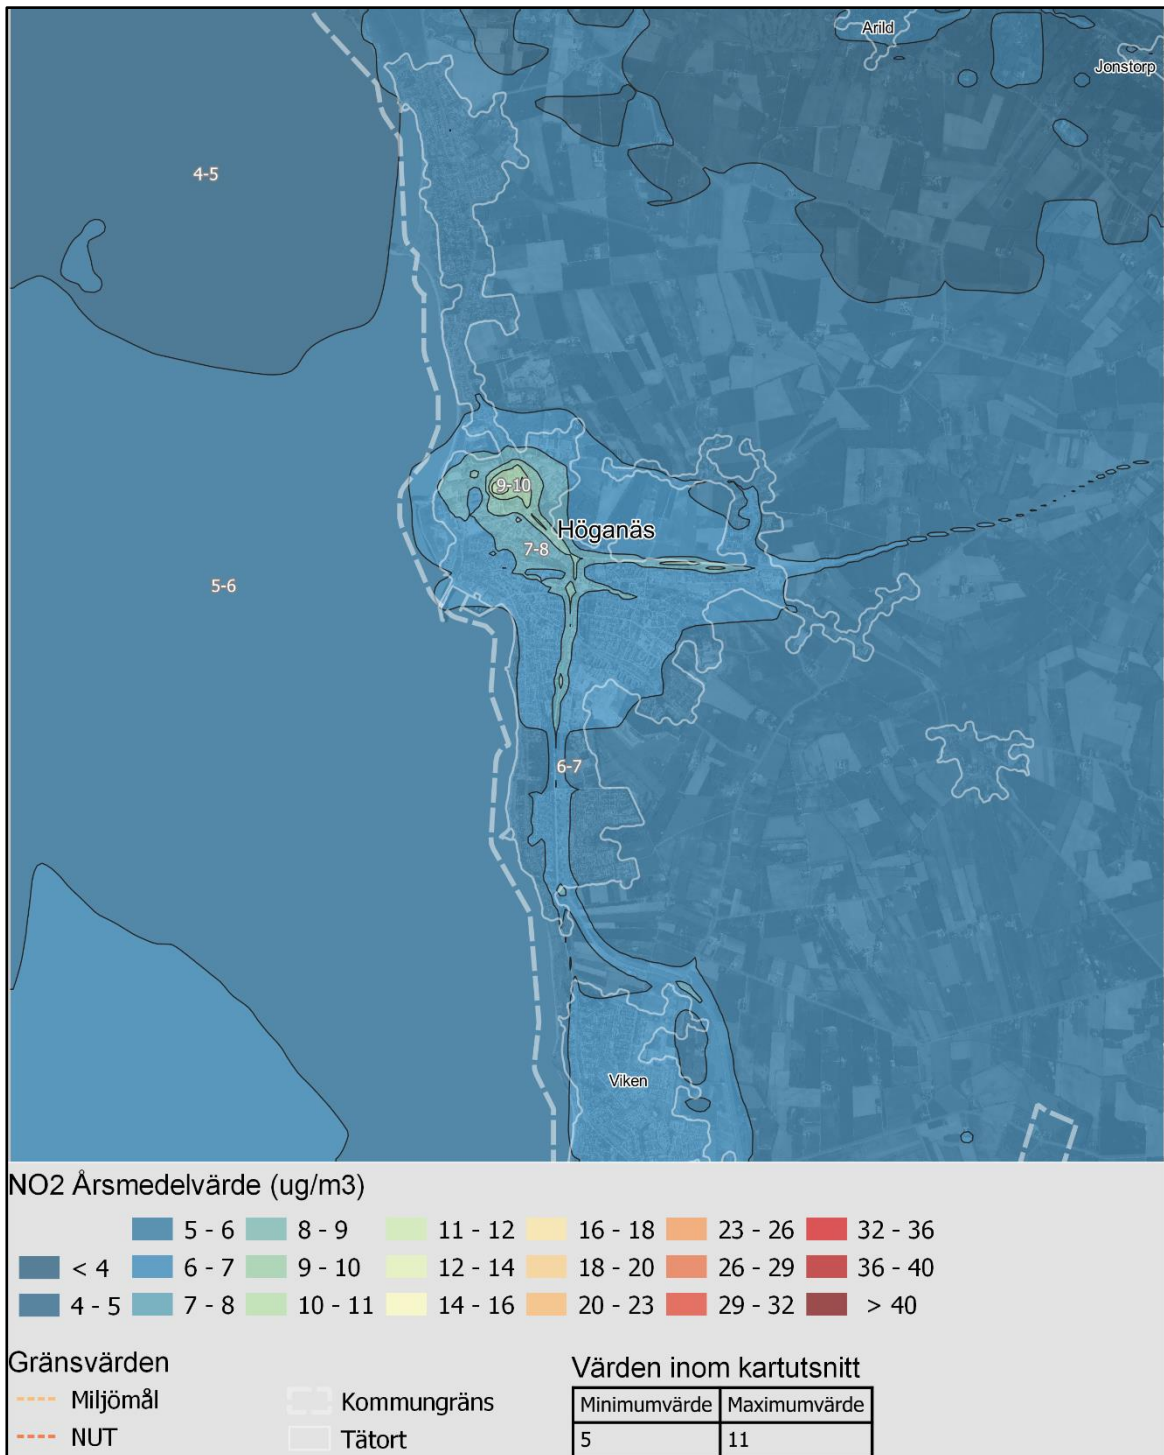 Arild
Jonstorp
4-5
9-10
Höganäs
7-8
5-6
6-7
Viken
NO2 Årsmedelvärde (ug/m3)
5 - 6 8 - 9 11 - 12 16 - 18 23 - 26 32 - 36
< 4 6 - 7 9 - 10 12 - 14 18 - 20 26 - 29 36 - 40
4 - 5 7 - 8 10 - 11 14 - 16 20 - 23 29 - 32 > 40
Gränsvärden
Miljömål
NUT
Kommungräns
Tätort
Värden inom kartutsnitt
Minimumvärde Maximumvärde
5 11